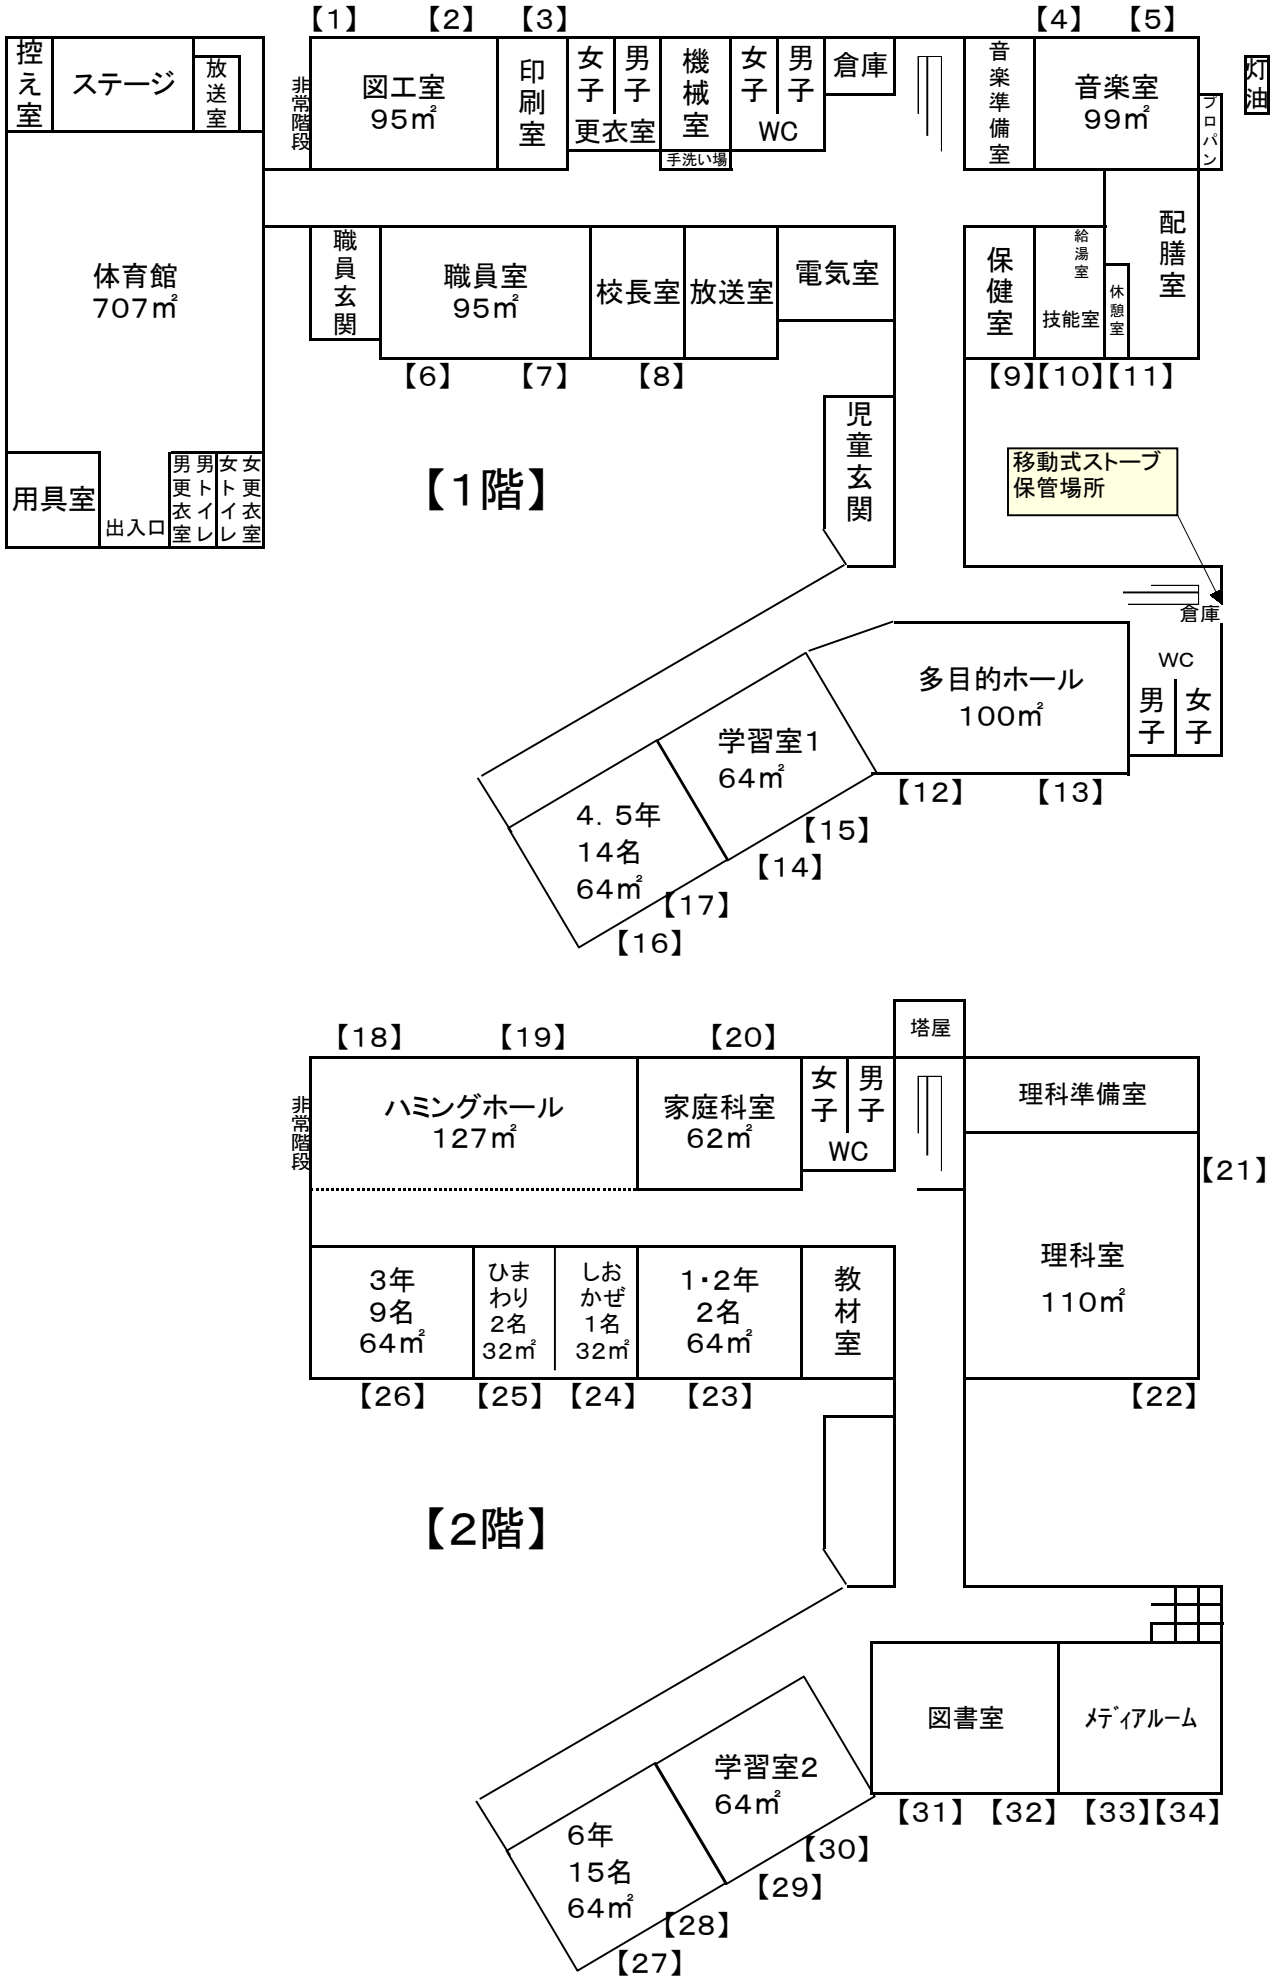 【1】
【2】
【3】
【4】
【5】
控え室
ステージ
放送室
非常階段
図工室
95㎡
印刷室
女子
男子
更衣室
機械室
手洗い場
女子
男子
WC
倉庫
音楽準備室
音楽室
99㎡
プロパン
灯油
体育館
707㎡
職員玄関
職員室
95㎡
校長室
放送室
電気室
保健室
給湯室
技能室
休憩室
配膳室
【6】
【7】
【8】
【9】
【10】
【11】
用具室
出入口
男更衣室
男トイレ
女トイレ
女更衣室
【1階】
児童玄関
移動式ストーブ
保管場所
倉庫
WC
男子
女子
多目的ホール
100㎡
学習室1
64㎡
4．5年
14名
64㎡
【12】
【13】
【15】
【14】
【17】
【16】
塔屋
【18】
【19】
【20】
非常階段
ハミングホール
127㎡
家庭科室
62㎡
女子
男子
WC
理科準備室
【21】
理科室
110㎡
3年
9名
64㎡
ひま
わり
2名
32㎡
しお
かぜ
1名
32㎡
1・2年
2名
64㎡
教材室
【26】
【25】
【24】
【23】
【22】
【2階】
図書室
ﾒﾃﾞｨｱﾙｰﾑ
学習室2
64㎡
6年
15名
64㎡
【31】
【32】
【33】
【34】
【30】
【29】
【28】
【27】